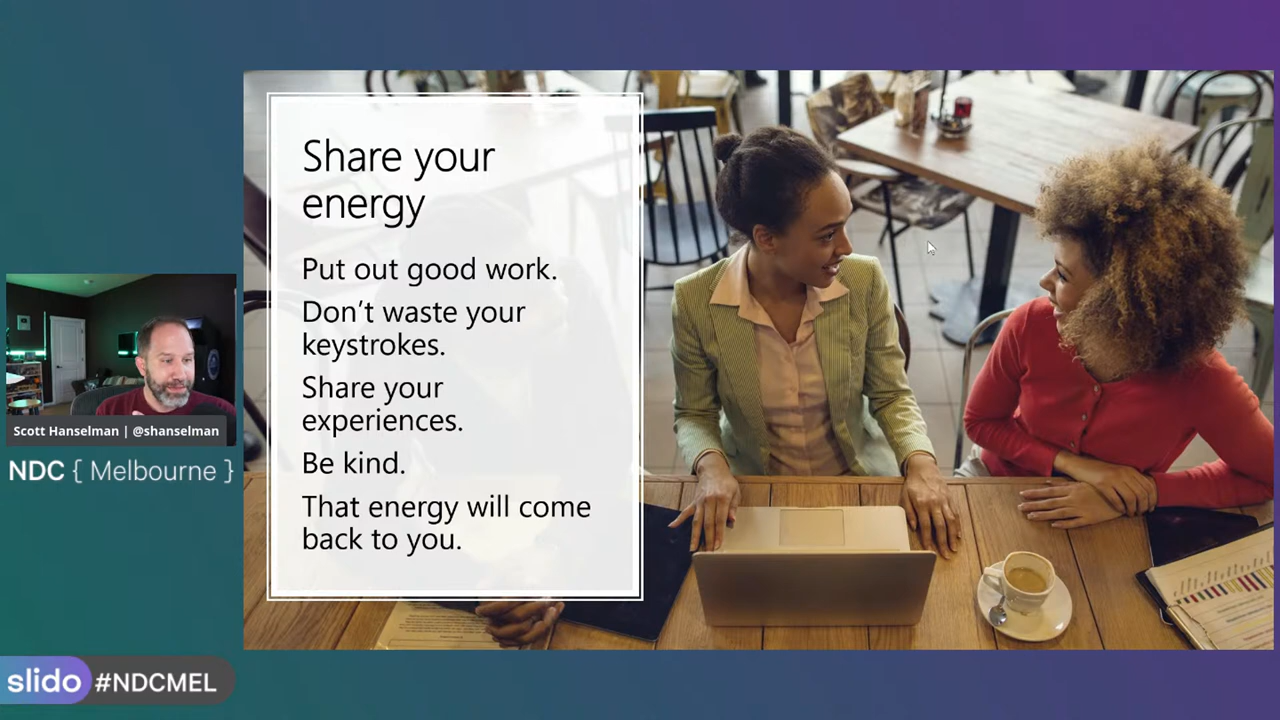 Share your
energy
Put out good work.
Don’t waste your
keystrokes.
Share your
experiences.
Be kind.
That energy will come
back to you.
Scott Hanselman | @shanselman
NDC { Melbourne }
slido #NDCMEL